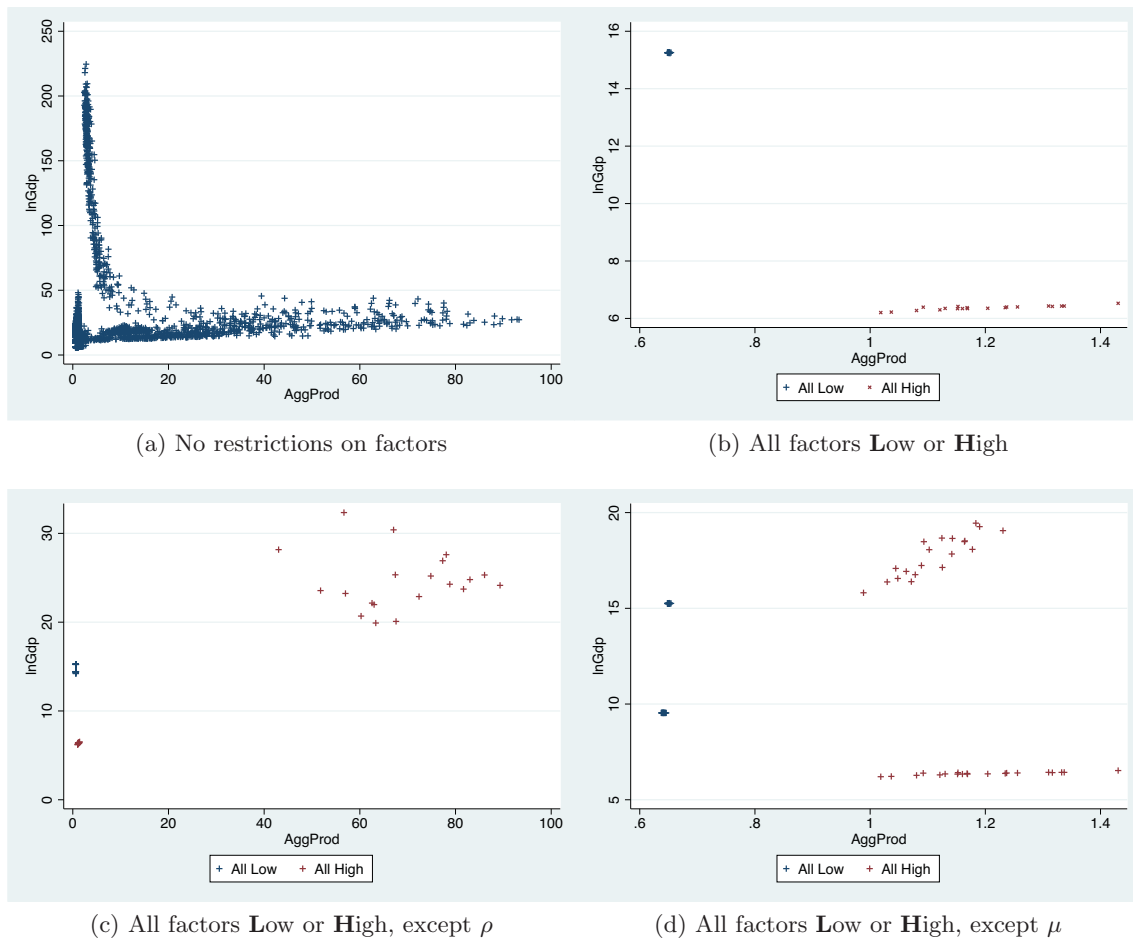 250
200
150
100
50
0
lnGdp
0 20 40 60 80 100
AggProd
(a) No restrictions on factors
16
14
12
10
8
6
lnGdp
.6 .8 1 1.2 1.4
AggProd
All Low All High
(b) All factors Low or High
30
20
10
0
lnGdp
0 20 40 60 80 100
AggProd
All Low All High
(c) All factors Low or High, except ρ
20
15
10
5
lnGdp
.6 .8 1 1.2 1.4
AggProd
All Low All High
(d) All factors Low or High, except μ